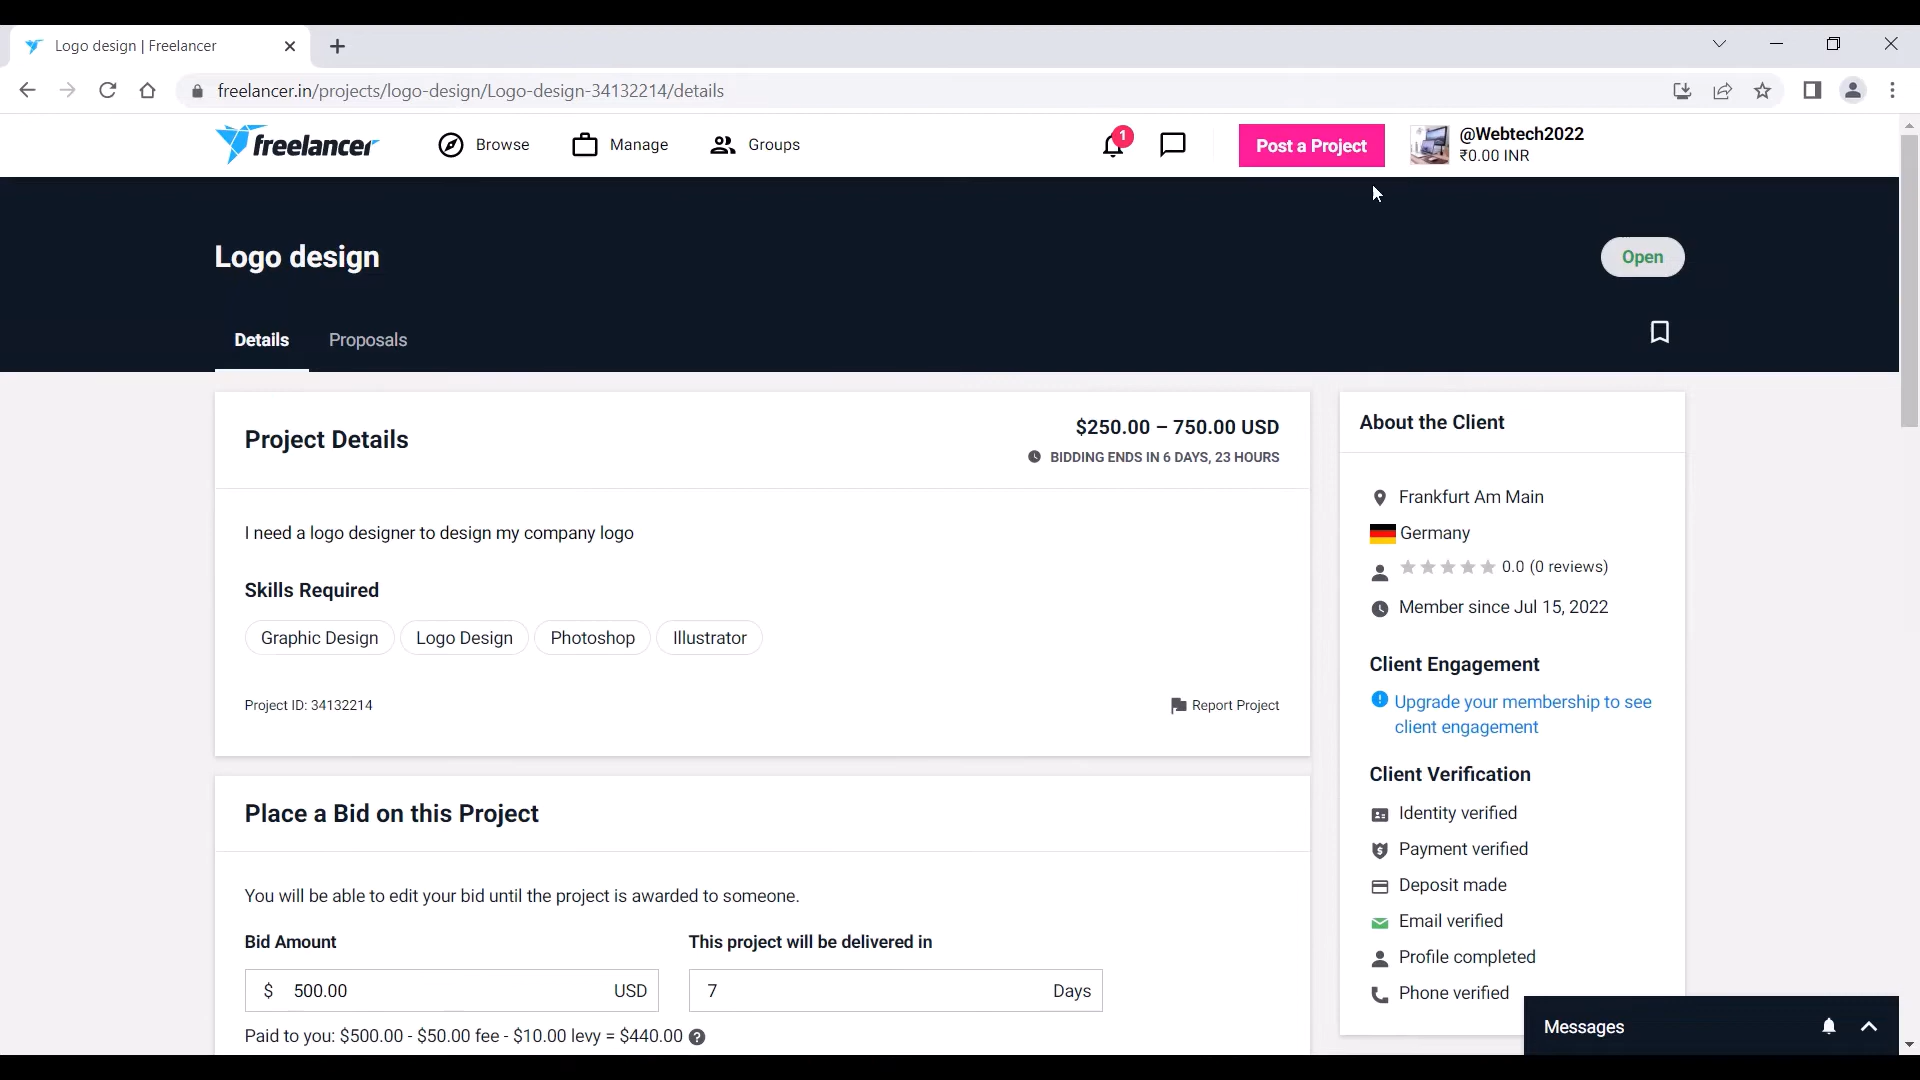 Logo design | Freelancer
freelancer.in/projects/logo-design/Logo-design-34132214/details
freelancer
Browse
Manage
Groups
1
Post a Project
@Webtech2022
₹0.00 INR
Logo design
Open
Details
Proposals
Project Details
$250.00 – 750.00 USD
BIDDING ENDS IN 6 DAYS, 23 HOURS
I need a logo designer to design my company logo
Skills Required
Graphic Design
Logo Design
Photoshop
Illustrator
Project ID: 34132214
Report Project
Place a Bid on this Project
You will be able to edit your bid until the project is awarded to someone.
Bid Amount
This project will be delivered in
$ 500.00 USD
7 Days
Paid to you: $500.00 - $50.00 fee - $10.00 levy = $440.00
About the Client
Frankfurt Am Main
Germany
0.0 (0 reviews)
Member since Jul 15, 2022
Client Engagement
Upgrade your membership to see
client engagement
Client Verification
Identity verified
Payment verified
Deposit made
Email verified
Profile completed
Phone verified
Messages